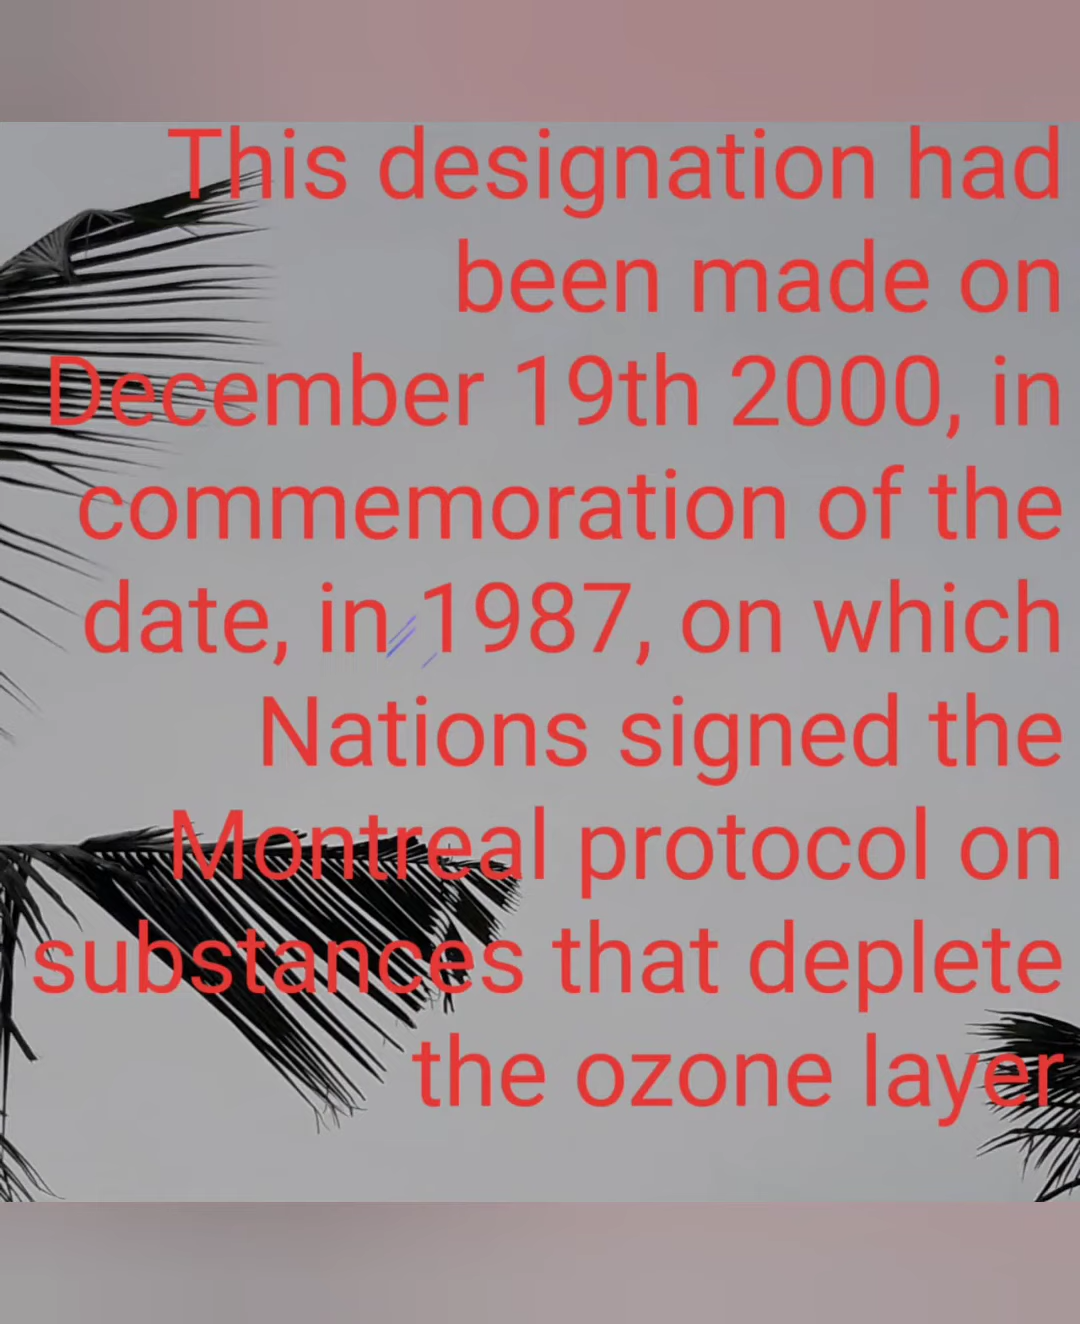 This designation had
been made on
December 19th 2000, in
commemoration of the
date, in 1987, on which
Nations signed the
Montreal protocol on
substances that deplete
the ozone layer